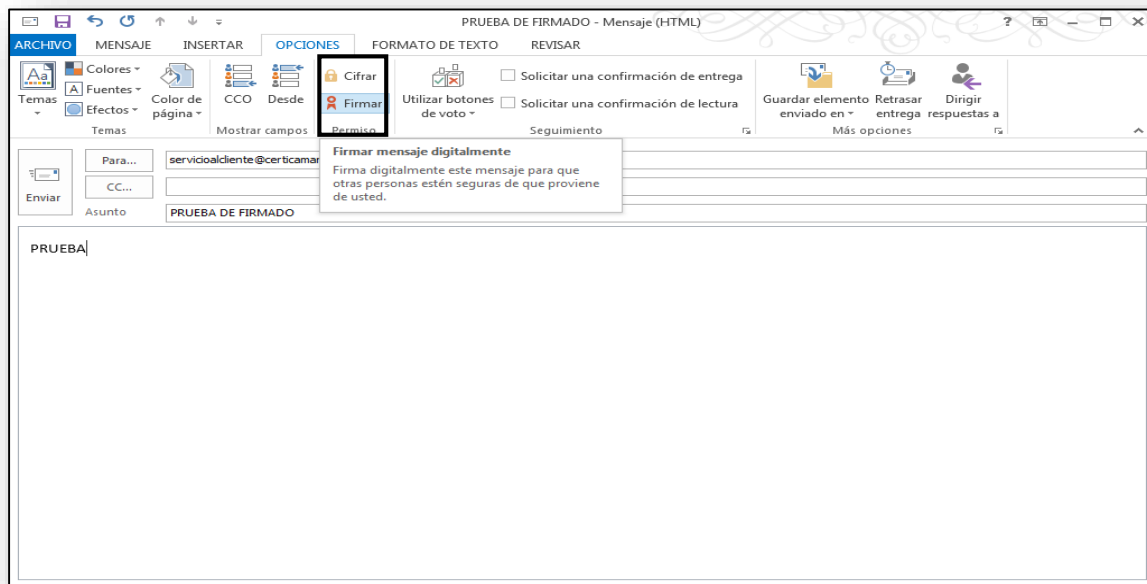 PRUEBA DE FIRMADO - Mensaje (HTML)
?
ARCHIVO MENSAJE INSERTAR OPCIONES FORMATO DE TEXTO REVISAR
Aa
Temas
Colores
A Fuentes
Efectos
Color de
página
Temas
CCO
Desde
Mostrar campos
Cifrar
Firmar
Permiso
Utilizar botones
de voto
Solicitar una confirmación de entrega
Solicitar una confirmación de lectura
Seguimiento
Guardar elemento
enviado en
Retrasar
entrega
Dirigir
respuestas a
Más opciones
Firmar mensaje digitalmente
Firma digitalmente este mensaje para que
otras personas estén seguras de que proviene
de usted.
Enviar
Para...
servicioalcliente@certicamar
CC...
Asunto
PRUEBA DE FIRMADO
PRUEBA